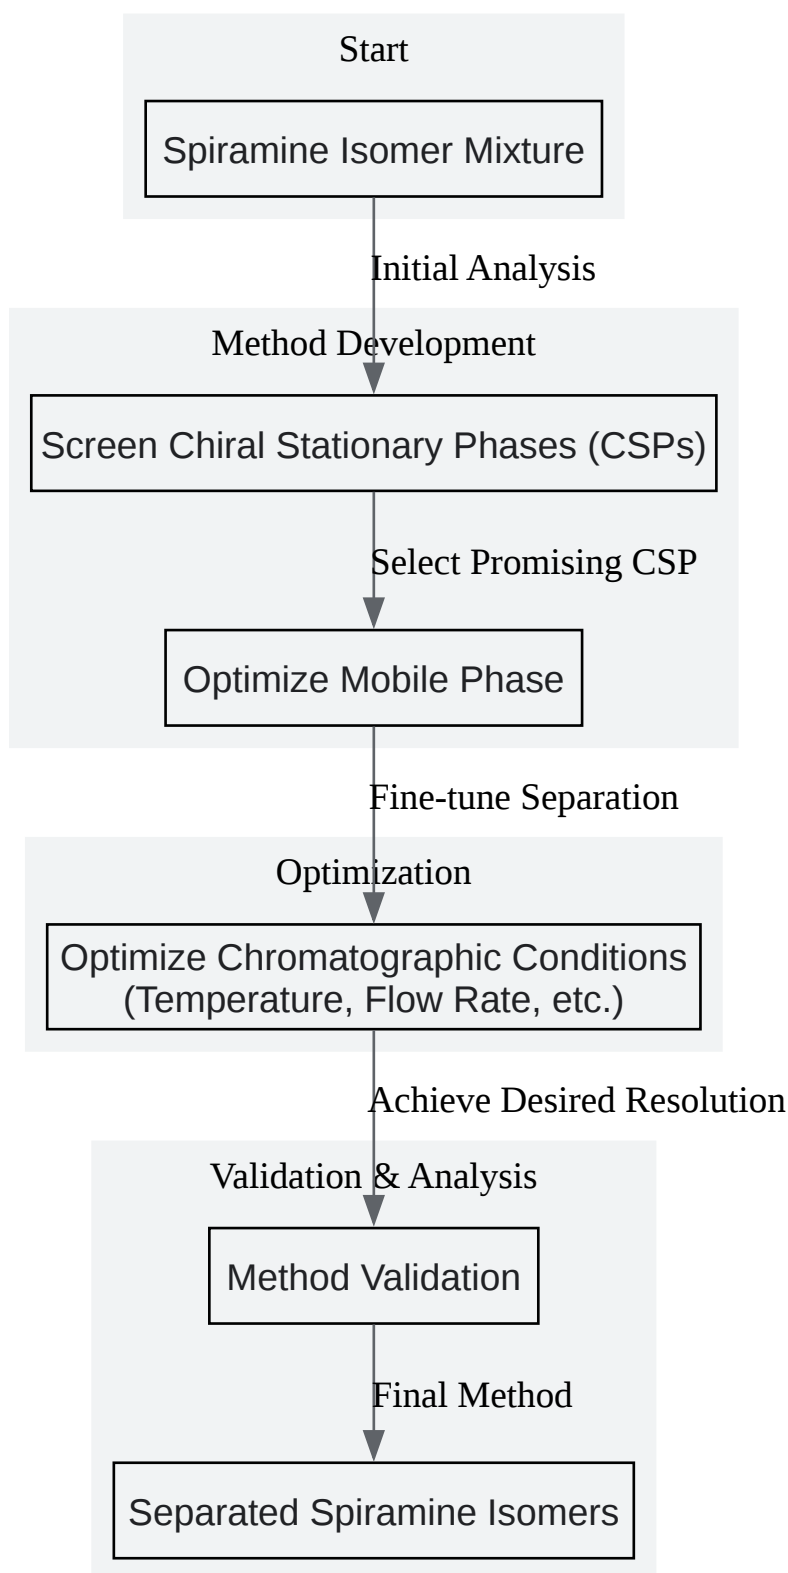 Start
Spiramine Isomer Mixture
Initial Analysis
Method Development
Screen Chiral Stationary Phases (CSPs)
Select Promising CSP
Optimize Mobile Phase
Fine-tune Separation
Optimization
Optimize Chromatographic Conditions
(Temperature, Flow Rate, etc.)
Achieve Desired Resolution
Validation & Analysis
Method Validation
Final Method
Separated Spiramine Isomers